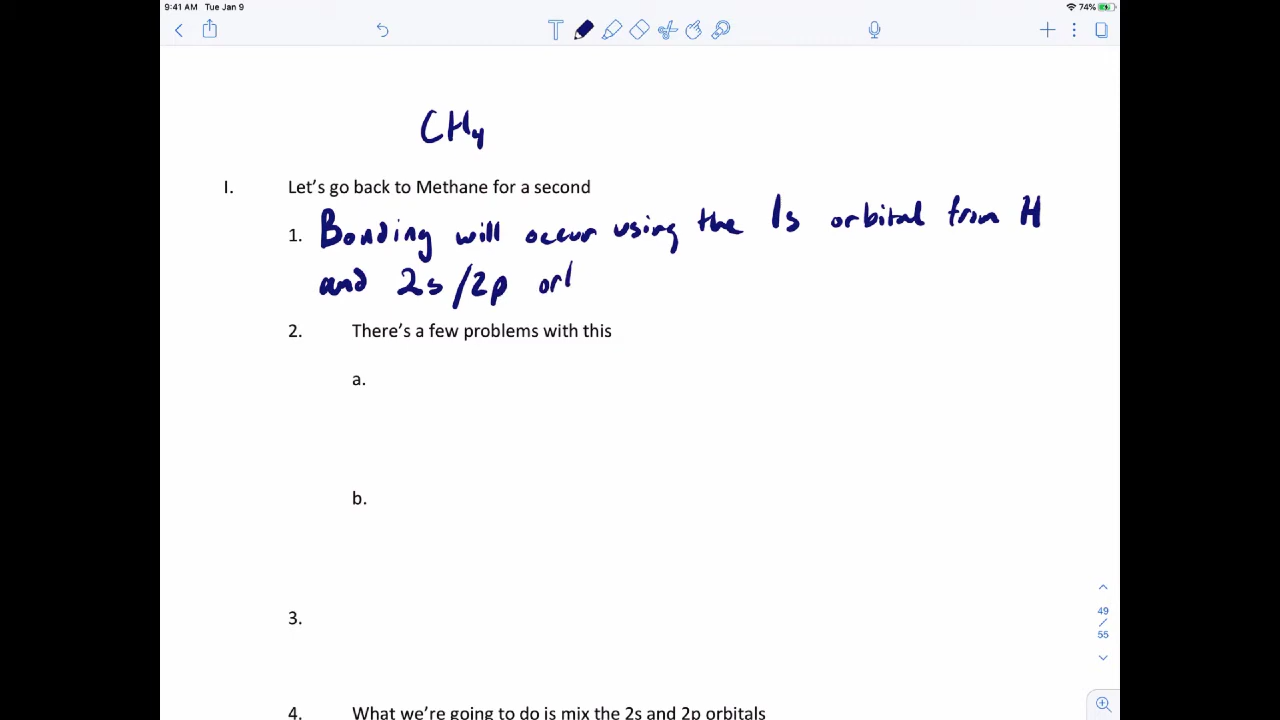 9:41 AM Tue Jan 9
74%
CH4
I. Let's go back to Methane for a second
1. Bonding will occur using the 1s orbital from H
and 2s/2p orb
2. There's a few problems with this
a.
b.
3.
49
/
55
4. What we're going to do is mix the 2s and 2p orbitals